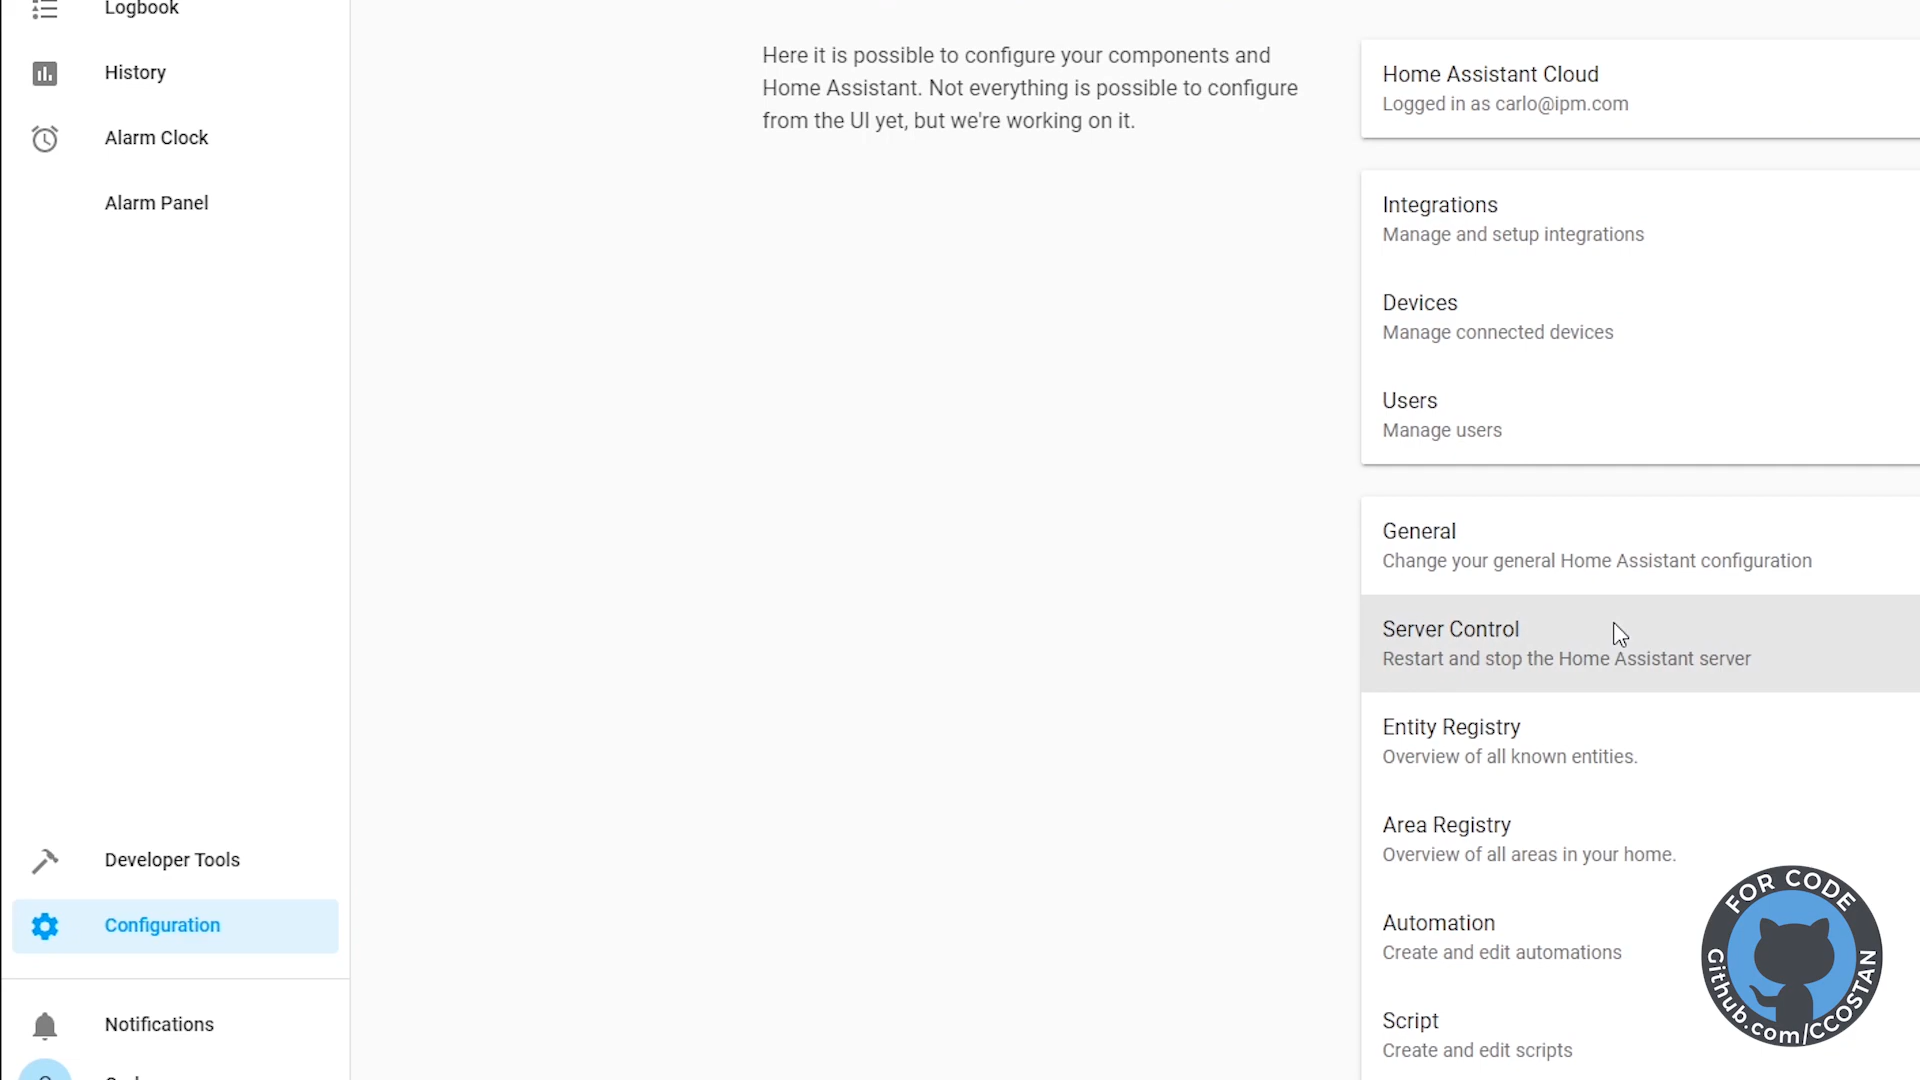 Logbook
History
Alarm Clock
Alarm Panel
Developer Tools
Configuration
Notifications
Here it is possible to configure your components and
Home Assistant. Not everything is possible to configure
from the UI yet, but we're working on it.
Home Assistant Cloud
Logged in as carlo@ipm.com
Integrations
Manage and setup integrations
Devices
Manage connected devices
Users
Manage users
General
Change your general Home Assistant configuration
Server Control
Restart and stop the Home Assistant server
Entity Registry
Overview of all known entities.
Area Registry
Overview of all areas in your home.
Automation
Create and edit automations
Script
Create and edit scripts
FOR CODE
Github.com/CCOSTAN